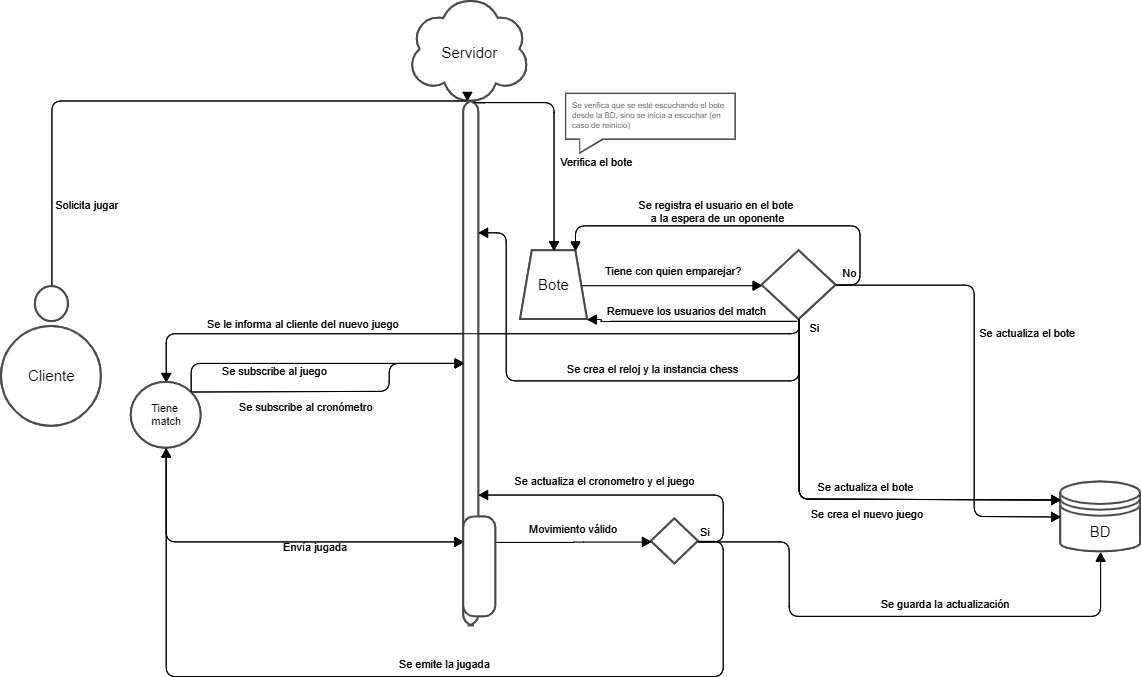 Servidor
Se verifica que se esté escuchando el bote
desde la BD, sino se inicia a escuchar (en
caso de reinicio)
Verifica el bote
Solicita jugar
Se registra el usuario en el bote
a la espera de un oponente
Bote
Tiene con quien emparejar?
No
Remueve los usuarios del match
Si
Se le informa al cliente del nuevo juego
Se actualiza el bote
Cliente
Se subscribe al juego
Se crea el reloj y la instancia chess
Tiene
match
Se subscribe al cronómetro
Se actualiza el cronometro y el juego
Se actualiza el bote
Se crea el nuevo juego
Movimiento válido
Si
BD
Envía jugada
Se guarda la actualización
Se emite la jugada